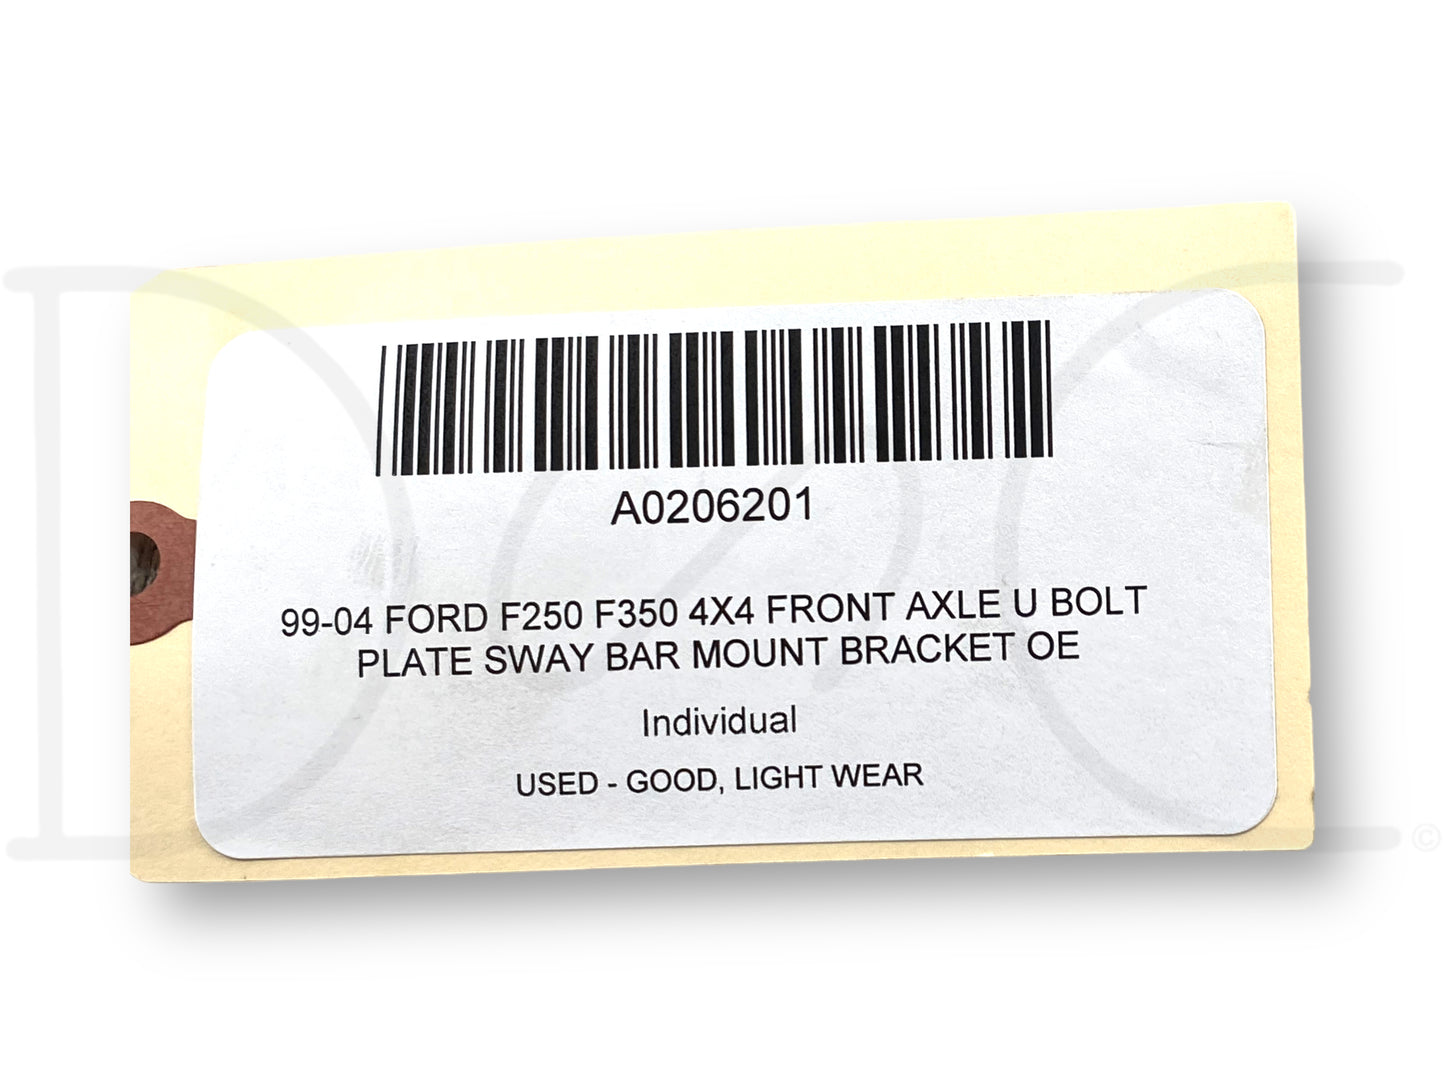 A0206201
99-04 FORD F250 F350 4X4 FRONT AXLE U BOLT
PLATE SWAY BAR MOUNT BRACKET OE
Individual
USED - GOOD, LIGHT WEAR
©